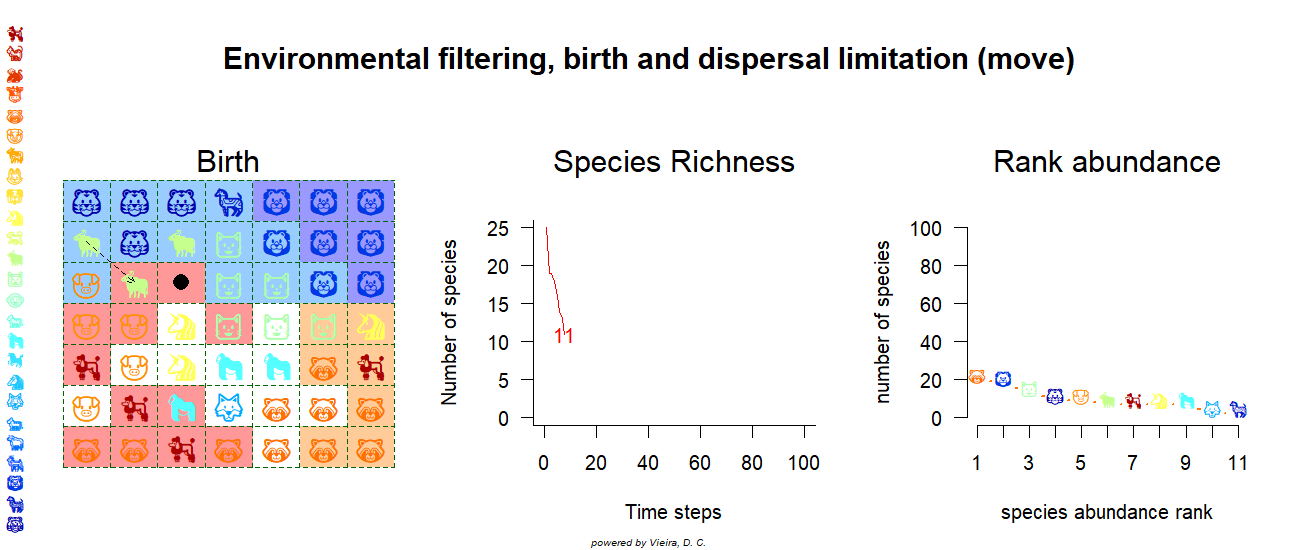 Environmental filtering, birth and dispersal limitation (move)
Birth
Species Richness
Number of species
25
20
15
10
5
0
11
0 20 40 60 80 100
Time steps
Rank abundance
number of species
100
80
60
40
20
0
1 3 5 7 9 11
species abundance rank
powered by Vieira, D. C.